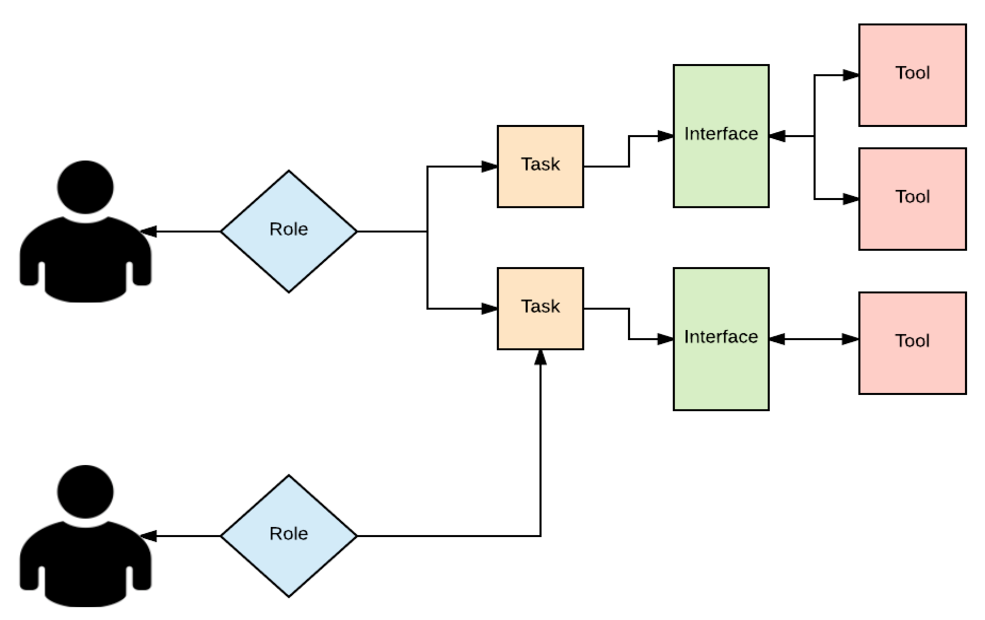 Tool
Interface
Task
Tool
Role
Task
Interface
Tool
Role